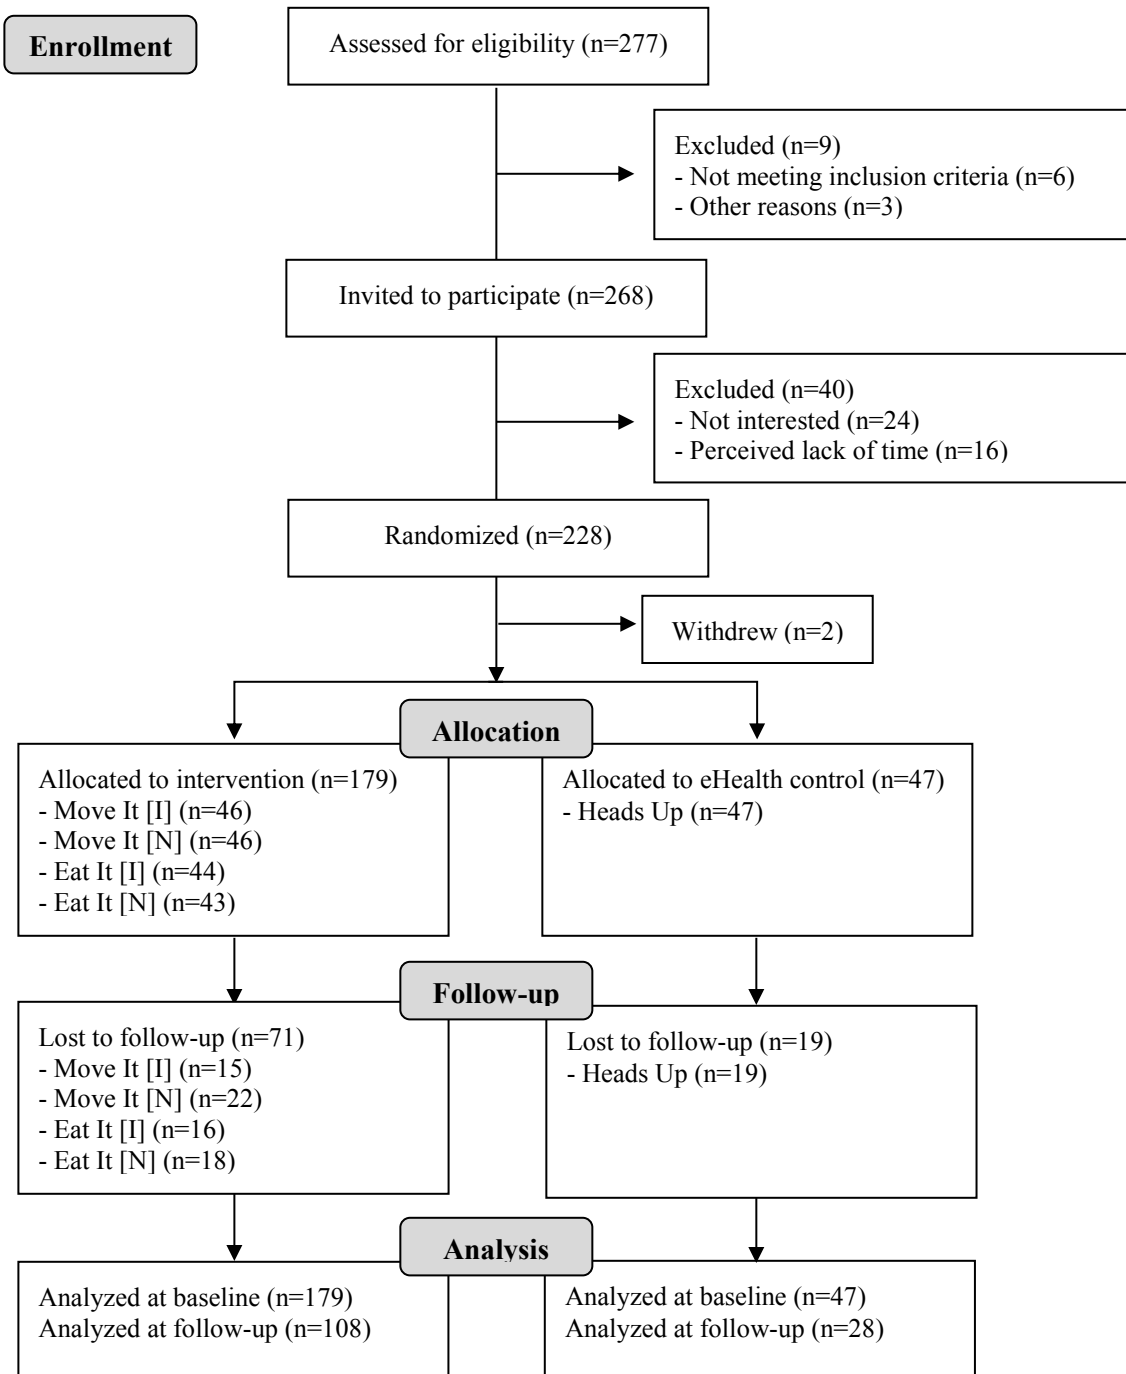 Enrollment
Assessed for eligibility (n=277)
Excluded (n=9)
- Not meeting inclusion criteria (n=6)
- Other reasons (n=3)
Invited to participate (n=268)
Excluded (n=40)
- Not interested (n=24)
- Perceived lack of time (n=16)
Randomized (n=228)
Withdrew (n=2)
Allocation
Allocated to intervention (n=179)
- Move It [I] (n=46)
- Move It [N] (n=46)
- Eat It [I] (n=44)
- Eat It [N] (n=43)
Allocated to eHealth control (n=47)
- Heads Up (n=47)
Follow-up
Lost to follow-up (n=71)
- Move It [I] (n=15)
- Move It [N] (n=22)
- Eat It [I] (n=16)
- Eat It [N] (n=18)
Lost to follow-up (n=19)
- Heads Up (n=19)
Analysis
Analyzed at baseline (n=179)
Analyzed at follow-up (n=108)
Analyzed at baseline (n=47)
Analyzed at follow-up (n=28)